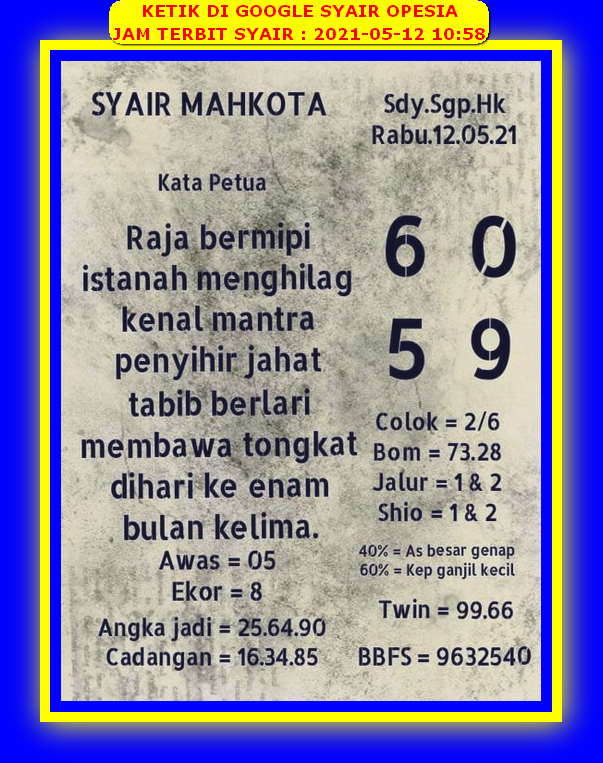 KETIK DI GOOGLE SYAIR OPESIA
JAM TERBIT SYAIR : 2021-05-12 10:58
SYAIR MAHKOTA
Sdy.Sgp.Hk
Rabu.12.05.21
Kata Petua
Raja bermipi
istanah menghilag
kenal mantra
penyihir jahat
tabib berlari
membawa tongkat
dihari ke enam
bulan kelima.
Awas = 05
Ekor = 8
Angka jadi = 25.64.90
Cadangan = 16.34.85
6 0
5 9
Colok = 2/6
Bom = 73.28
Jalur = 1 & 2
Shio = 1 & 2
40% = As besar genap
60% = Kep ganjil kecil
Twin = 99.66
BBFS = 9632540